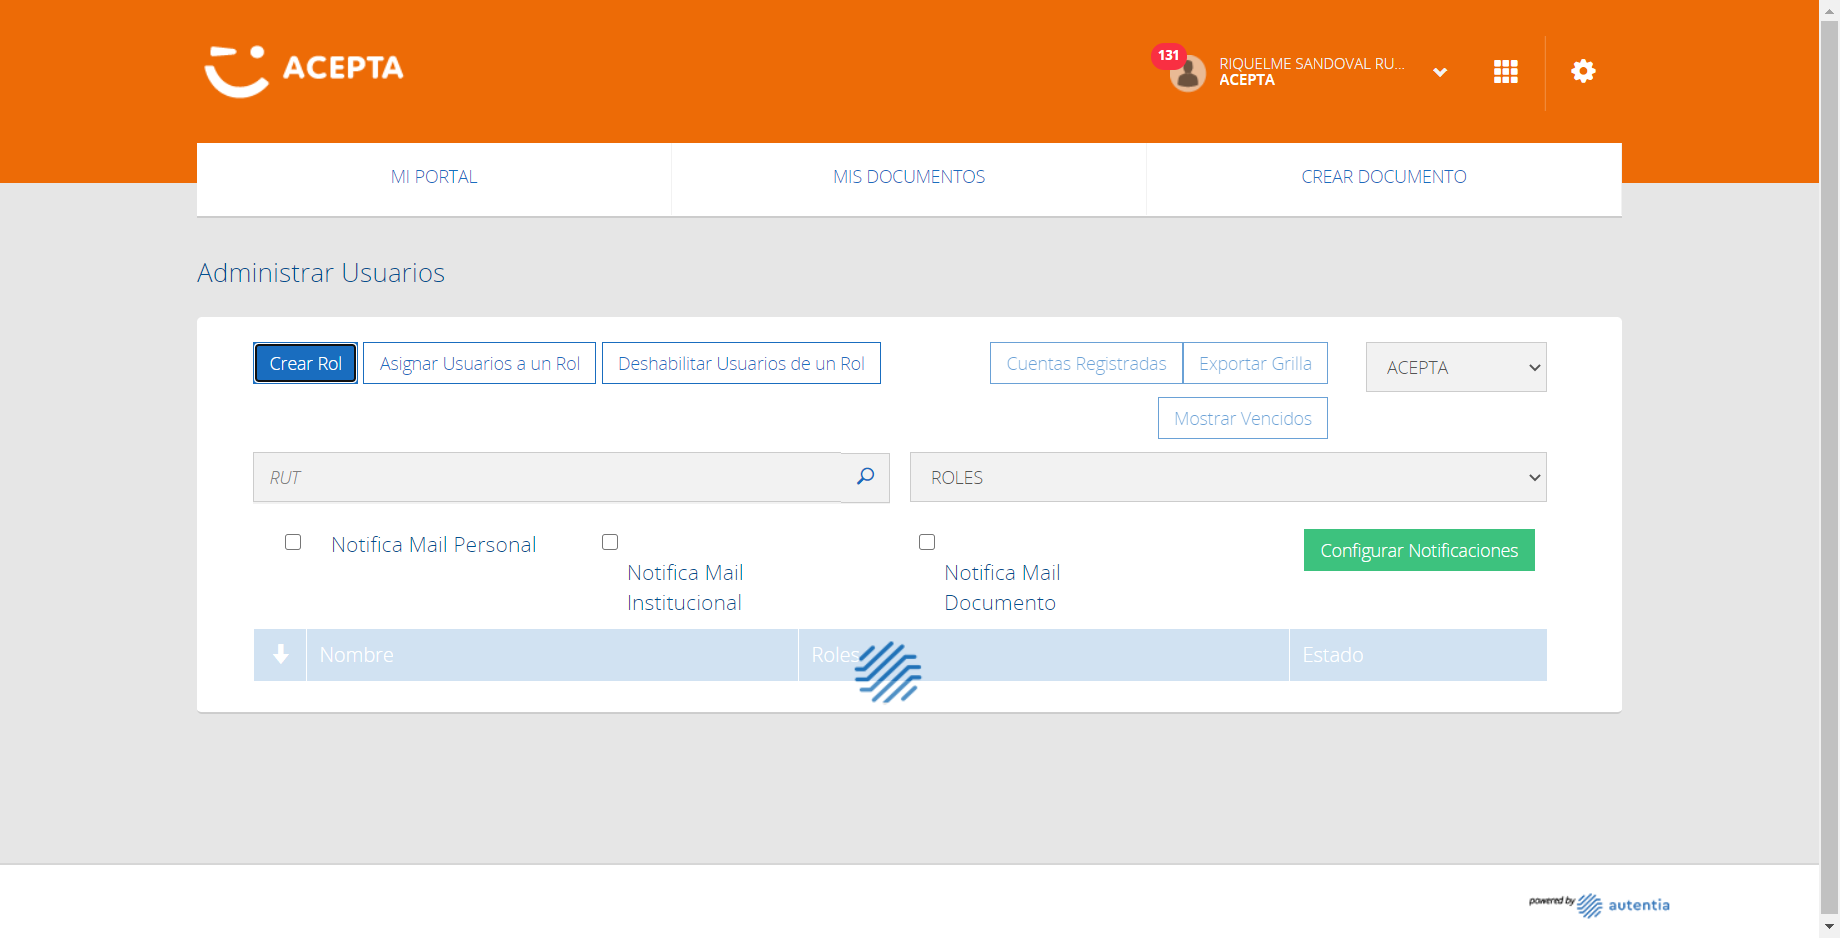 ACEPTA
131
RIQUELME SANDOVAL RU...
ACEPTA
MI PORTAL
MIS DOCUMENTOS
CREAR DOCUMENTO
Administrar Usuarios
Crear Rol
Asignar Usuarios a un Rol
Deshabilitar Usuarios de un Rol
Cuentas Registradas
Exportar Grilla
ACEPTA
Mostrar Vencidos
RUT
ROLES
Notifica Mail Personal
Notifica Mail
Institucional
Notifica Mail
Documento
Configurar Notificaciones
Nombre
Roles
Estado
powered by autentia